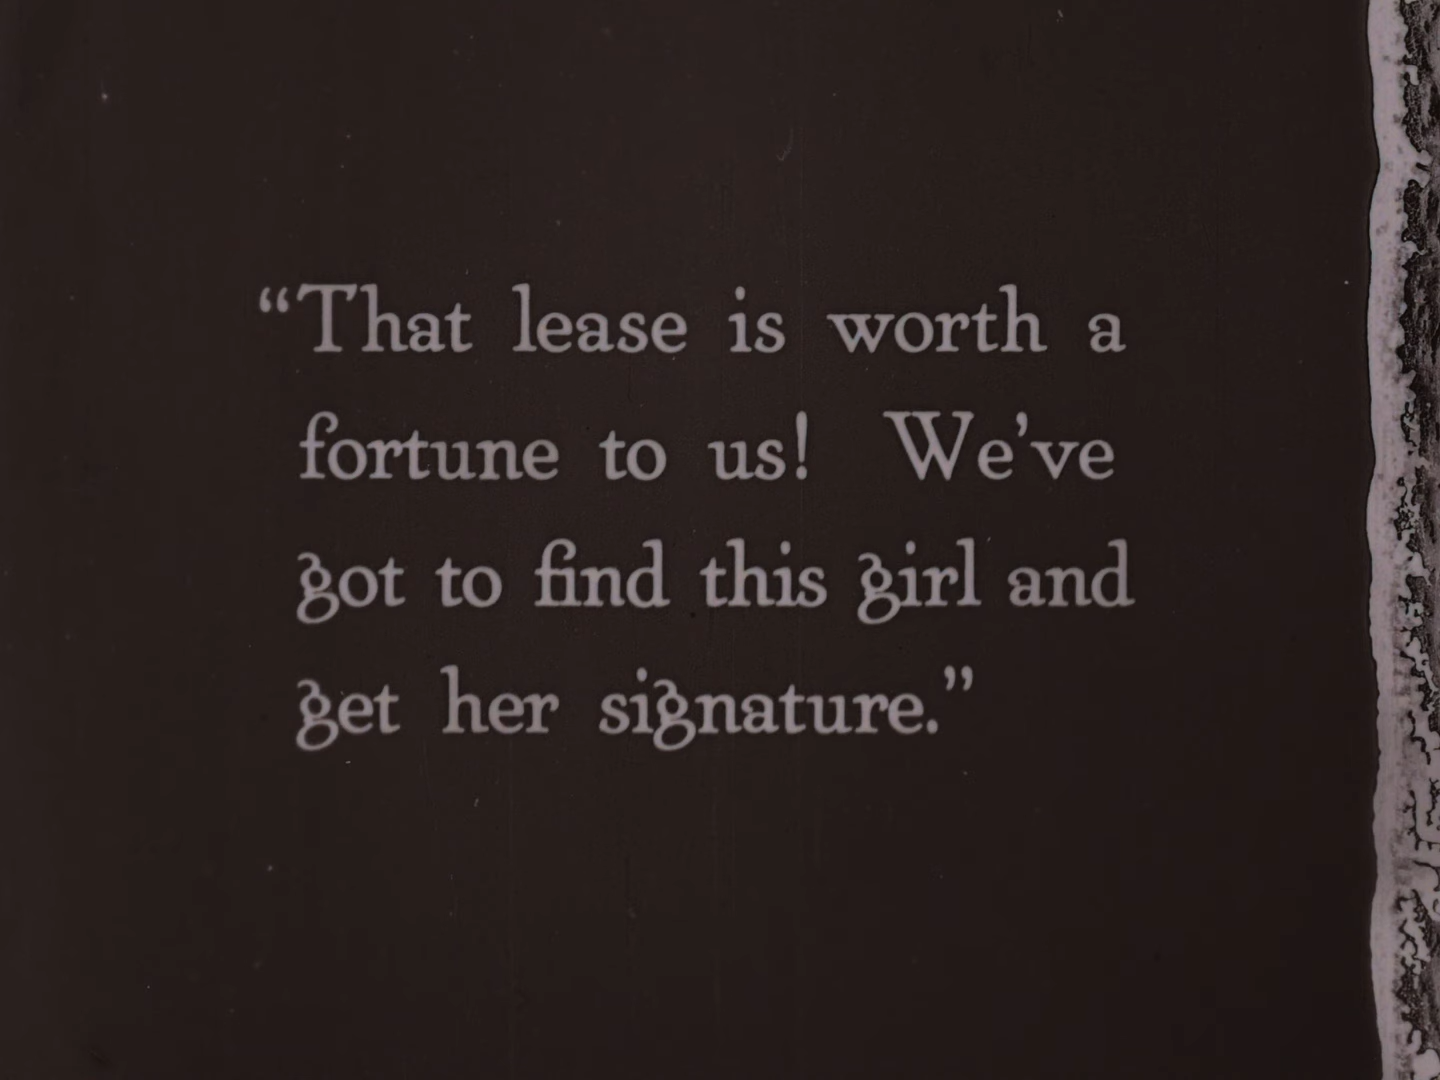 “That lease is worth a
fortune to us!  We’ve
got to find this girl and
get her signature.”